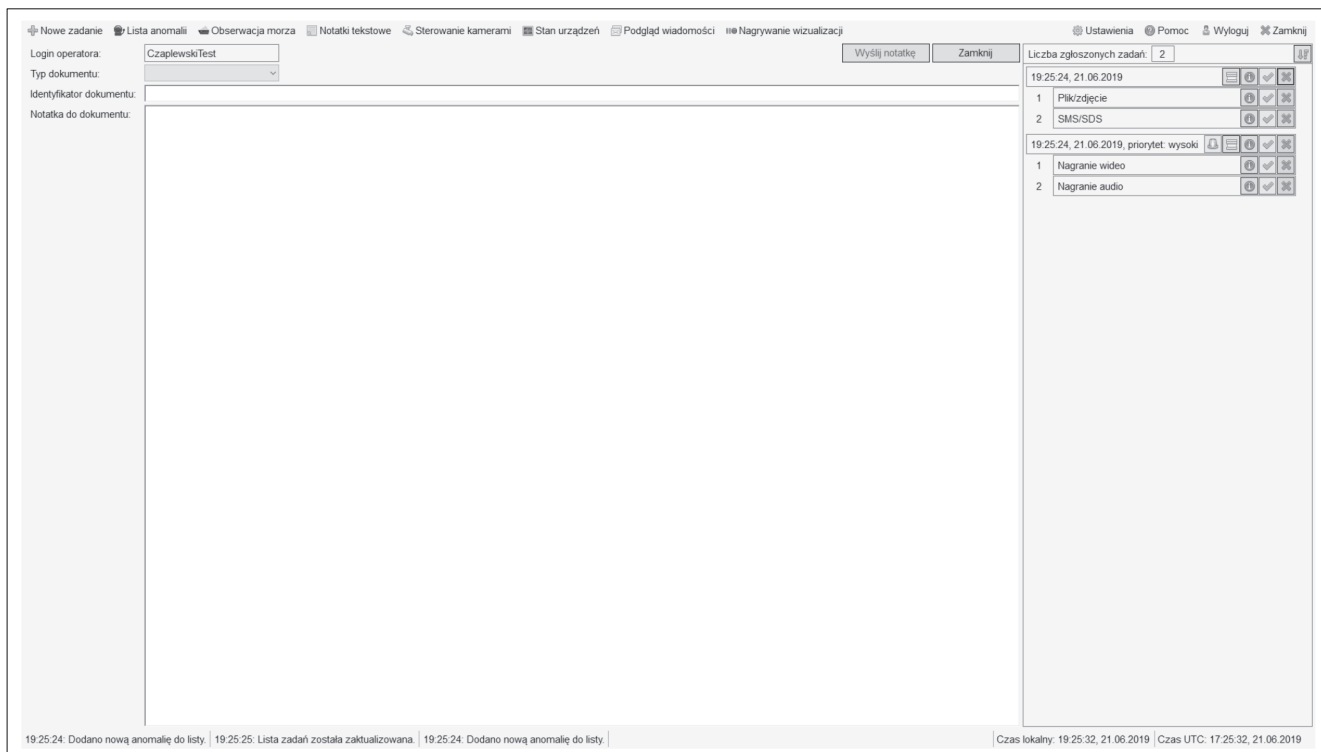 Nowe zadanie Lista anomalii Obserwacja morza Notatki tekstowe Sterowanie kamerami Stan urządzeń Podgląd wiadomości Nagrywanie wizualizacji Ustawienia Pomoc Wyloguj Zamknij
Login operatora: CzaplewskiTest Wyślij notatkę Zamknij
Typ dokumentu:
Identyfikator dokumentu:
Notatka do dokumentu:
Liczba zgłoszonych zadań: 2
19:25:24, 21.06.2019
1 Plik/zdjęcie
2 SMS/SDS
19:25:24, 21.06.2019, priorytet: wysoki
1 Nagranie wideo
2 Nagranie audio
19:25:24: Dodano nową anomalię do listy. 19:25:25: Lista zadań została zaktualizowana. 19:25:24: Dodano nową anomalię do listy. Czas lokalny: 19:25:32, 21.06.2019 Czas UTC: 17:25:32, 21.06.2019